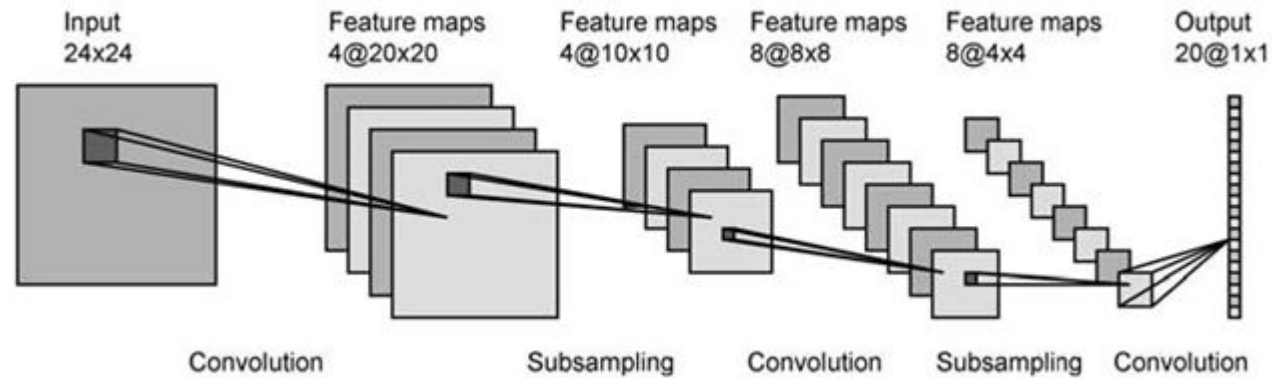 Input
24x24
Feature maps
4@20x20
Feature maps
4@10x10
Feature maps
8@8x8
Feature maps
8@4x4
Output
20@1x1
Convolution
Subsampling
Convolution
Subsampling
Convolution